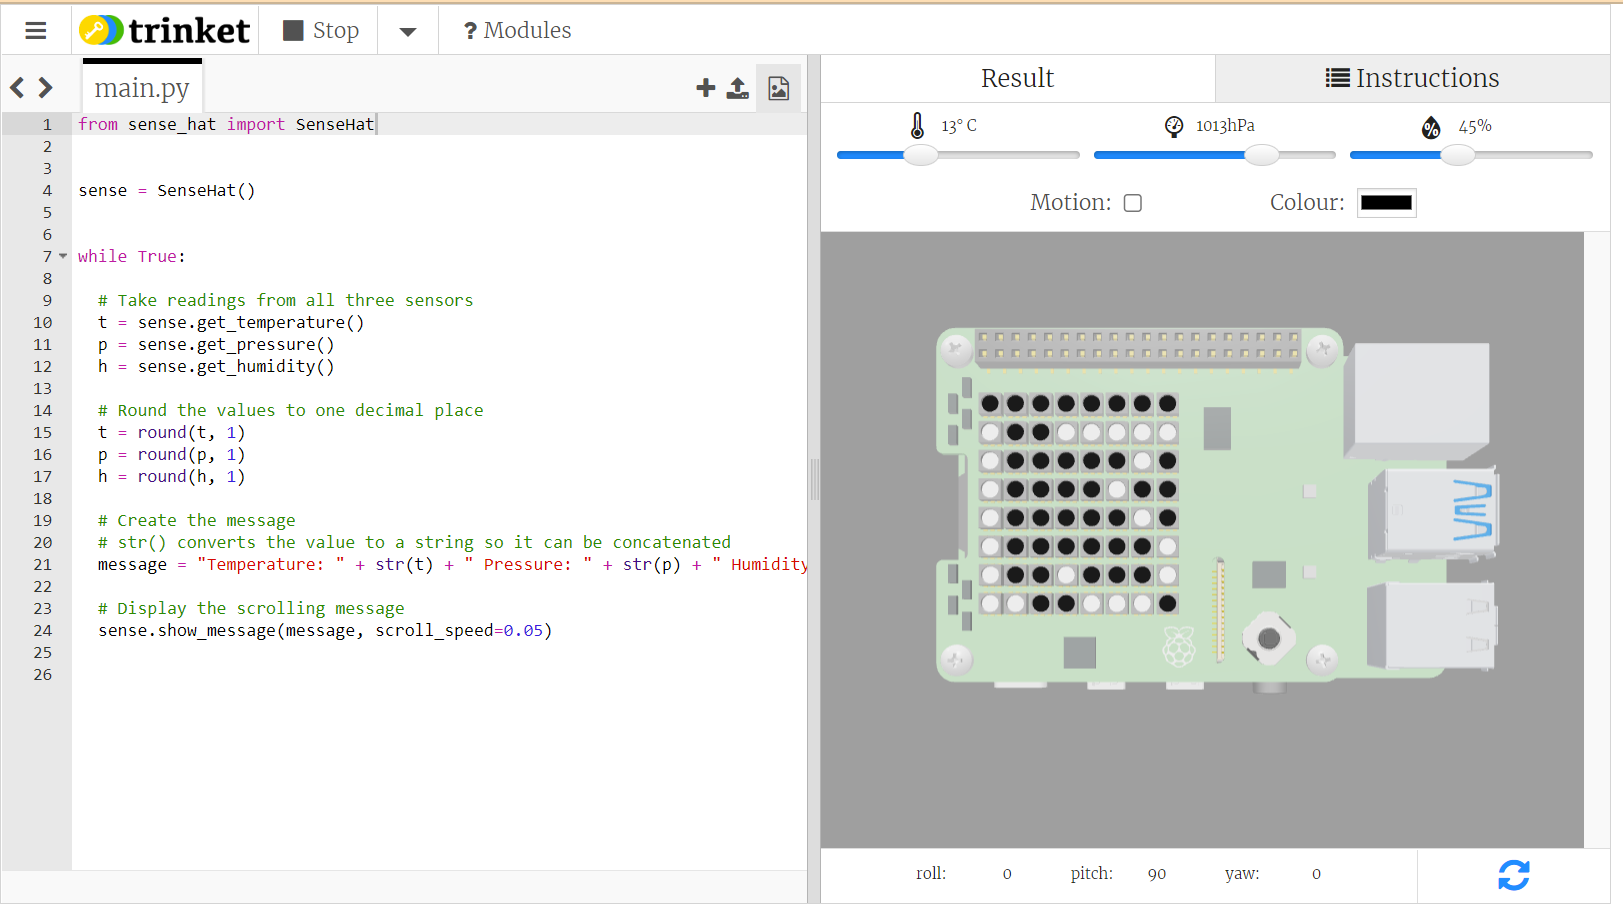 trinket Stop ? Modules
main.py
Result Instructions
13° C 1013hPa 45%
Motion: Colour:
1 from sense_hat import SenseHat
2
3
4 sense = SenseHat()
5
6
7 while True:
8
9 # Take readings from all three sensors
10 t = sense.get_temperature()
11 p = sense.get_pressure()
12 h = sense.get_humidity()
13
14 # Round the values to one decimal place
15 t = round(t, 1)
16 p = round(p, 1)
17 h = round(h, 1)
18
19 # Create the message
20 # str() converts the value to a string so it can be concatenated
21 message = "Temperature: " + str(t) + " Pressure: " + str(p) + " Humidity
22
23 # Display the scrolling message
24 sense.show_message(message, scroll_speed=0.05)
25
26
roll: 0 pitch: 90 yaw: 0